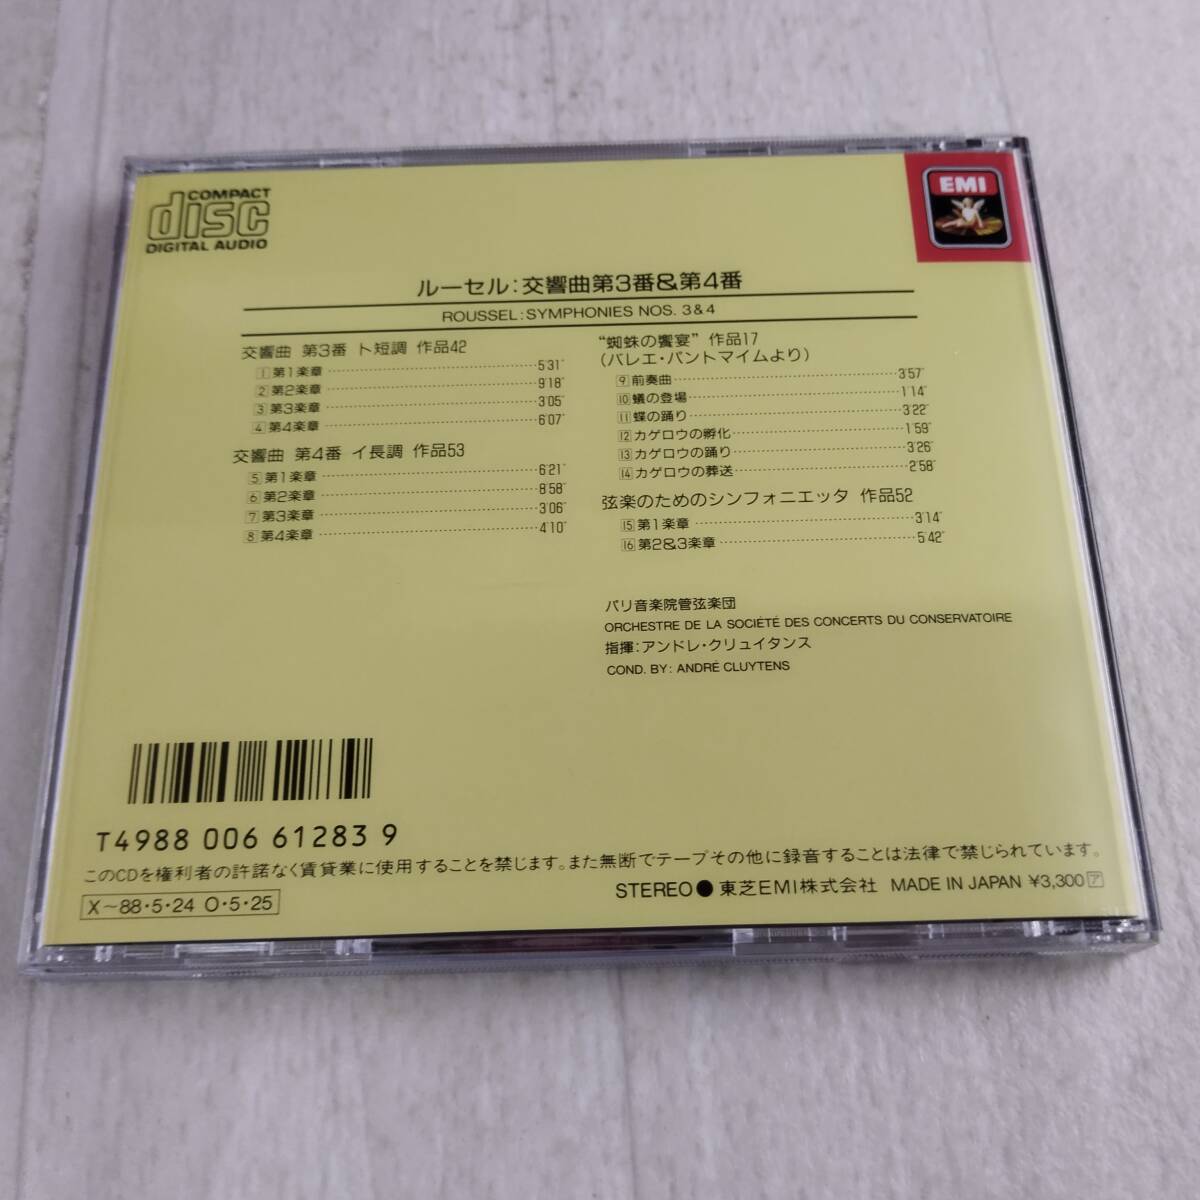 COMPACT
disc
DIGITAL AUDIO
EMI
ルーセル:交響曲第3番&第4番
ROUSSEL:SYMPHONIES NOS. 3&4
交響曲 第3番 ト短調 作品42
1 第1楽章 5'31"
2 第2楽章 9'18"
3 第3楽章 3'05"
4 第4楽章 6'07"
交響曲 第4番 イ長調 作品53
5 第1楽章 6'21"
6 第2楽章 8'58"
7 第3楽章 3'06"
8 第4楽章 4'10"
“蜘蛛の饗宴” 作品17
(バレエ・パントマイムより)
9 前奏曲 3'57"
10 蟻の登場 1'14"
11 蝶の踊り 3'22"
12 カゲロウの孵化 1'59"
13 カゲロウの踊り 3'26"
14 カゲロウの葬送 2'58"
弦楽のためのシンフォニエッタ 作品52
15 第1楽章 3'14"
16 第2&3楽章 5'42"
パリ音楽院管弦楽団
ORCHESTRE DE LA SOCIÉTÉ DES CONCERTS DU CONSERVATOIRE
指揮:アンドレ・クリュイタンス
COND. BY: ANDRÉ CLUYTENS
T4988 006 61283 9
このCDを権利者の許諾なく賃貸業に使用することを禁じます。また無断でテープその他に録音することは法律で禁じられています。
X〜88・5・24 O・5・25
STEREO● 東芝EMI株式会社 MADE IN JAPAN ¥3,300 ア